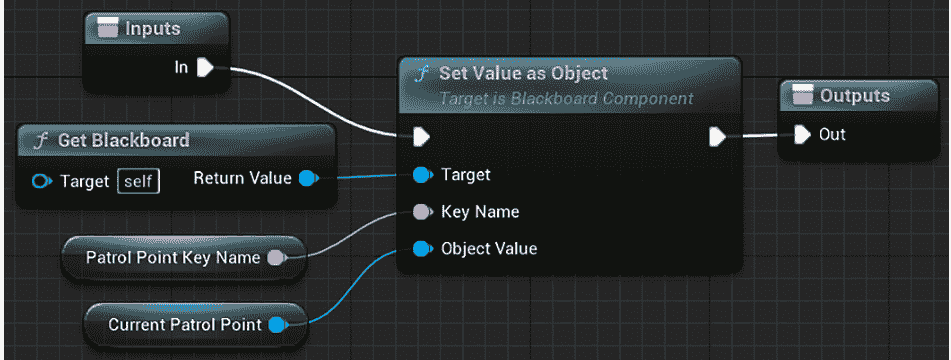 Inputs
In
Set Value as Object
Target is Blackboard Component
Outputs
Out
Get Blackboard
Target self Return Value
Target
Key Name
Object Value
Patrol Point Key Name
Current Patrol Point